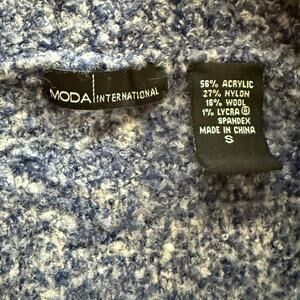 MODA INTERNATIONAL
56% ACRYLIC
27% NYLON
16% WOOL
1% LYCRA ®
SPANDEX
MADE IN CHINA
S